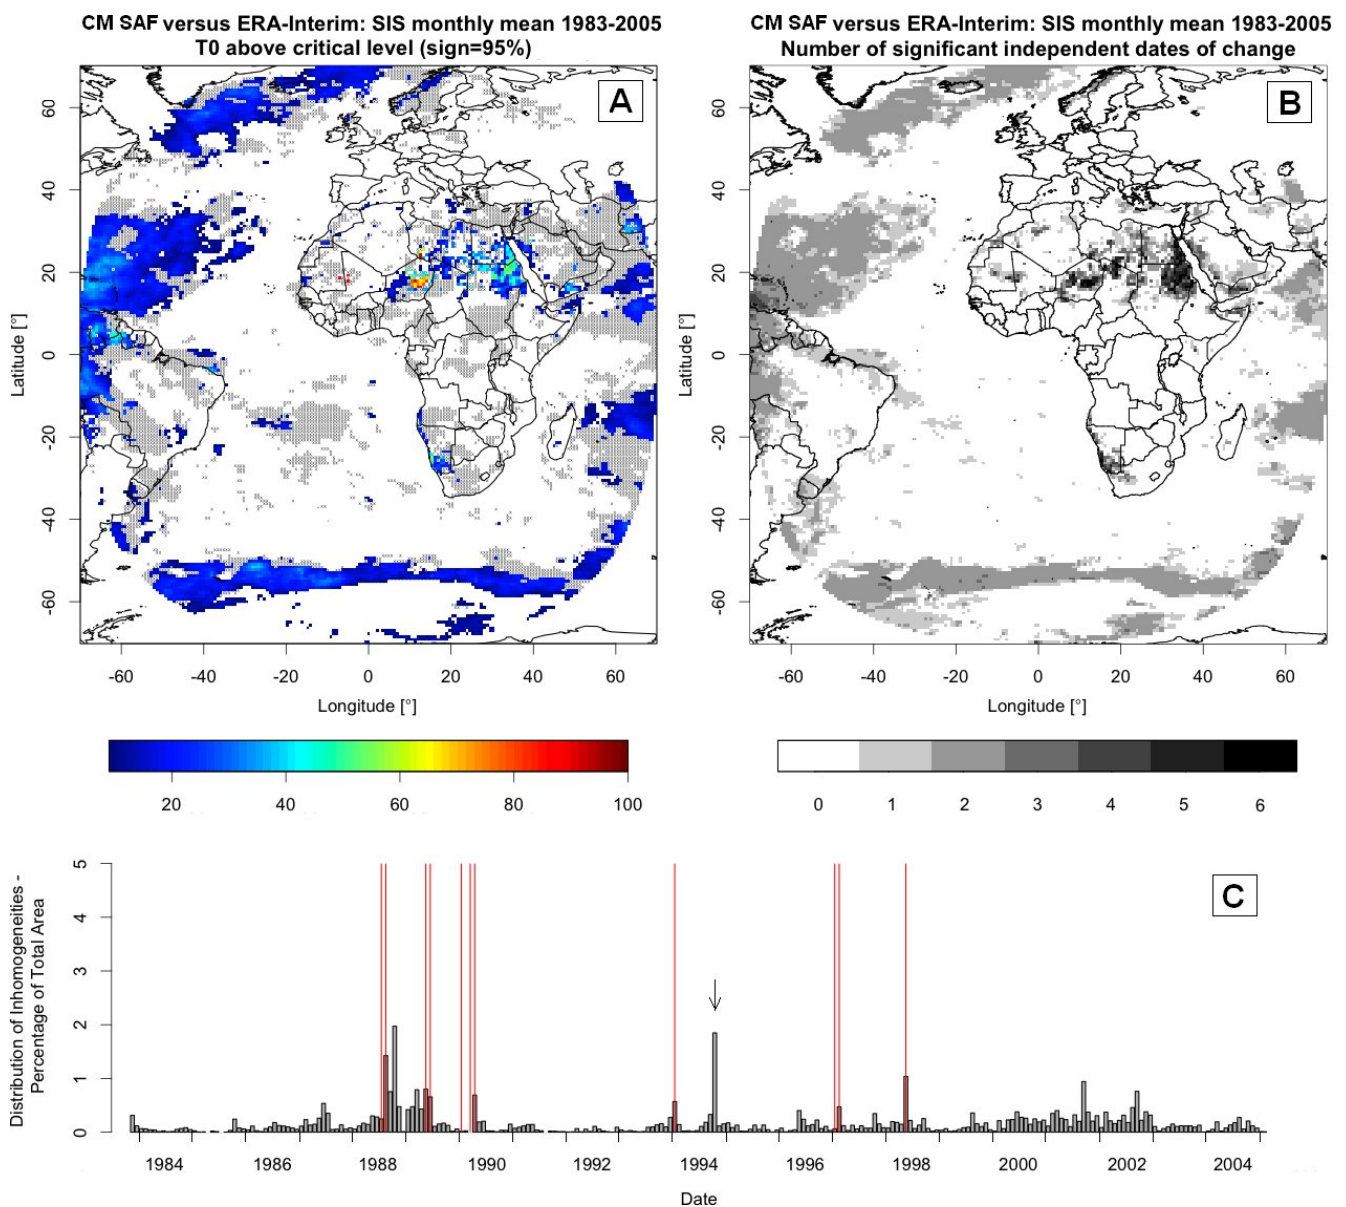 CM SAF versus ERA-Interim: SIS monthly mean 1983-2005
T0 above critical level (sign=95%)
A
60
40
20
0
-20
-40
-60
Latitude [°]
-60 -40 -20 0 20 40 60
Longitude [°]
20 40 60 80 100
CM SAF versus ERA-Interim: SIS monthly mean 1983-2005
Number of significant independent dates of change
B
60
40
20
0
-20
-40
-60
Latitude [°]
-60 -40 -20 0 20 40 60
Longitude [°]
0 1 2 3 4 5 6
C
Distribution of Inhomogeneities -
Percentage of Total Area
5
4
3
2
1
0
1984 1986 1988 1990 1992 1994 1996 1998 2000 2002 2004
Date